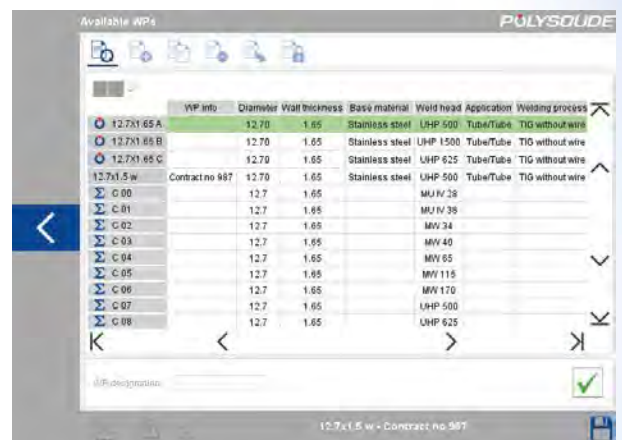 Available WPs
POLYSOUDE
WP info Diameter Wall thickness Base material Weld head Application Welding process
12.7X1.65 A 12.70 1.65 Stainless steel UHP 500 Tube/Tube TIG without wire
12.7X1.65 B 12.70 1.65 Stainless steel UHP 1500 Tube/Tube TIG without wire
12.7X1.65 C 12.70 1.65 Stainless steel UHP 625 Tube/Tube TIG without wire
12.7x1.5 w Contract no 987 12.70 1.65 Stainless steel UHP 500 Tube/Tube TIG without wire
Σ C 00 12.7 1.65 MU IV 28
Σ C 01 12.7 1.65 MU IV 38
Σ C 02 12.7 1.65 MW 34
Σ C 03 12.7 1.65 MW 40
Σ C 04 12.7 1.65 MW 65
Σ C 05 12.7 1.65 MW 115
Σ C 06 12.7 1.65 MW 170
Σ C 07 12.7 1.65 UHP 500
Σ C 08 12.7 1.65 UHP 625
WP designation
12.7x1.5 w - Contract no 987